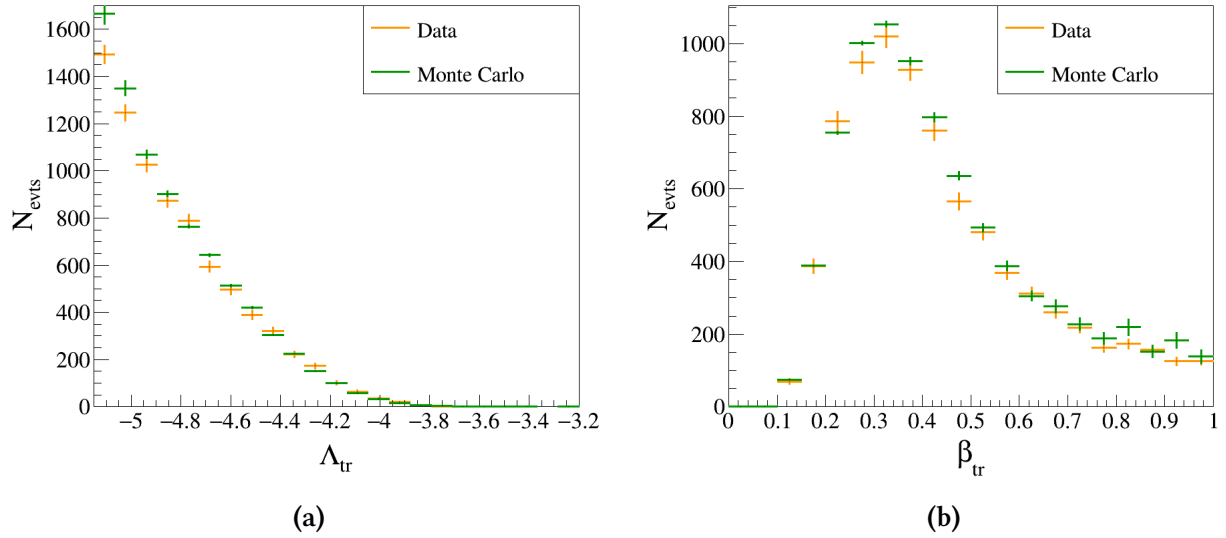 1600
1400
1200
1000
800
600
400
200
0
N_evts
Data
Monte Carlo
−5 −4.8 −4.6 −4.4 −4.2 −4 −3.8 −3.6 −3.4 −3.2
Λ_tr
(a)
1000
800
600
400
200
0
N_evts
Data
Monte Carlo
0 0.1 0.2 0.3 0.4 0.5 0.6 0.7 0.8 0.9 1
β_tr
(b)